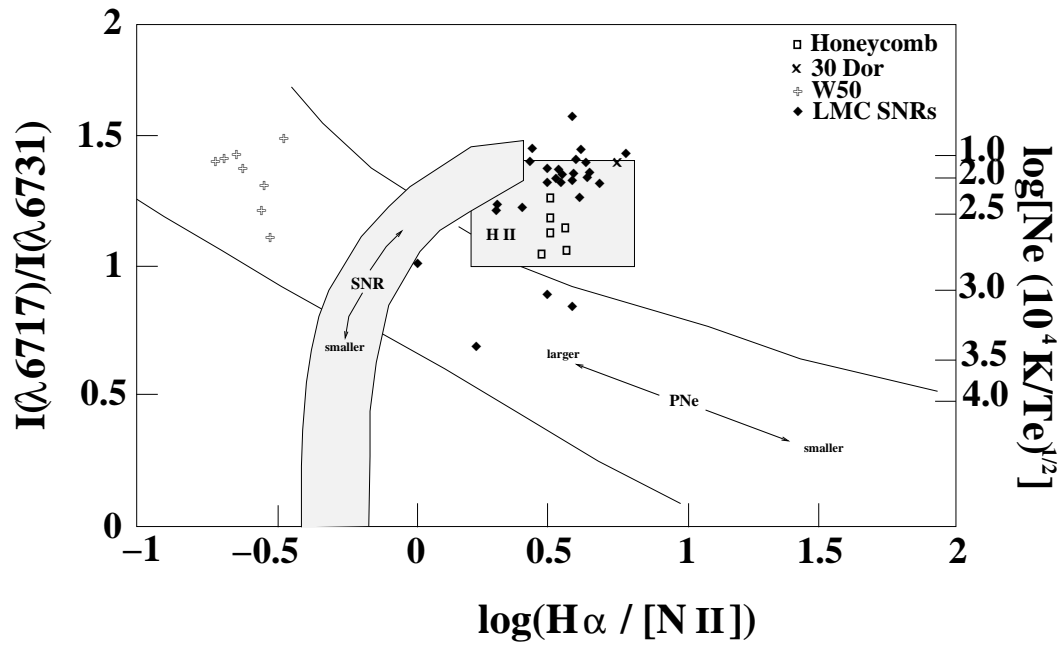 2
1.5
1
0.5
0
I(λ6717)/I(λ6731)
Honeycomb
30 Dor
W50
LMC SNRs
H II
SNR
smaller
larger
PNe
smaller
1.0
2.0
2.5
3.0
3.5
4.0
log[Ne (10^4 K/Te)^1/2]
−1
−0.5
0
0.5
1
1.5
2
log(Hα / [N II])